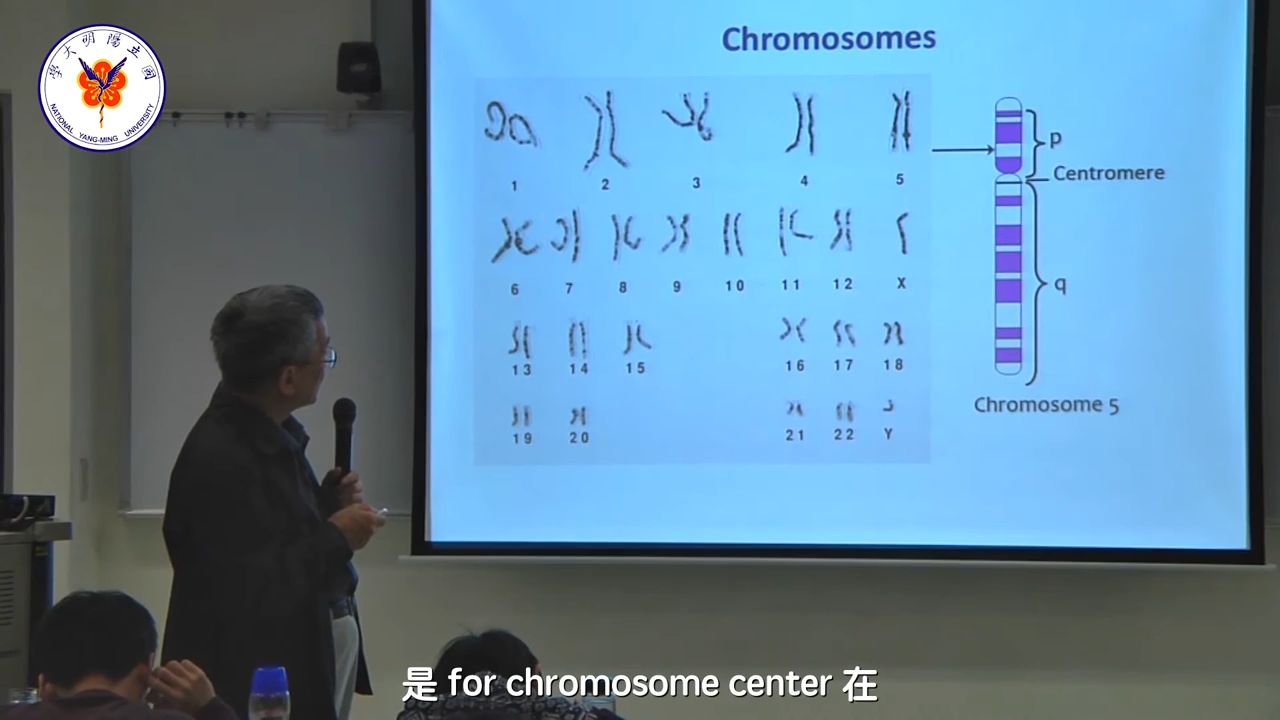 國立陽明大學
NATIONAL YANG-MING UNIVERSITY
Chromosomes
1 2 3 4 5
6 7 8 9 10 11 12 X
13 14 15 16 17 18
19 20 21 22 Y
p
Centromere
q
Chromosome 5
是 for chromosome center 在